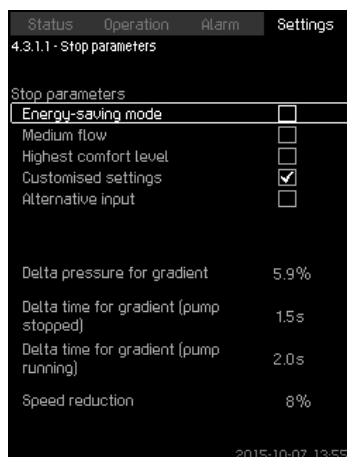 Status Operation Alarm Settings
4.3.1.1 - Stop parameters
Stop parameters
Energy-saving mode
Medium flow
Highest comfort level
Customised settings
Alternative input
Delta pressure for gradient 5.9%
Delta time for gradient (pump
stopped) 1.5s
Delta time for gradient (pump
running) 2.0s
Speed reduction 8%
2015-10-07 13:55